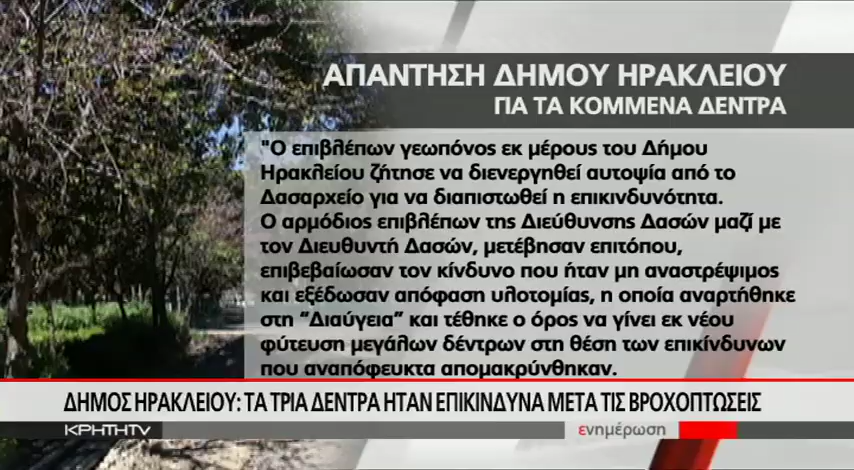 ΑΠΑΝΤΗΣΗ ΔΗΜΟΥ ΗΡΑΚΛΕΙΟΥ
ΓΙΑ ΤΑ ΚΟΜΜΕΝΑ ΔΕΝΤΡΑ
"Ο επιβλέπων γεωπόνος εκ μέρους του Δήμου
Ηρακλείου ζήτησε να διενεργηθεί αυτοψία από το
Δασαρχείο για να διαπιστωθεί η επικινδυνότητα.
Ο αρμόδιος επιβλέπων της Διεύθυνσης Δασών μαζί με
τον Διευθυντή Δασών, μετέβησαν επιτόπου,
επιβεβαίωσαν τον κίνδυνο που ήταν μη αναστρέψιμος
και εξέδωσαν απόφαση υλοτομίας, η οποία αναρτήθηκε
στη “Διαύγεια” και τέθηκε ο όρος να γίνει εκ νέου
φύτευση μεγάλων δέντρων στη θέση των επικίνδυνων
που αναπόφευκτα απομακρύνθηκαν.
ΔΗΜΟΣ ΗΡΑΚΛΕΙΟΥ: ΤΑ ΤΡΙΑ ΔΕΝΤΡΑ ΗΤΑΝ ΕΠΙΚΙΝΔΥΝΑ ΜΕΤΑ ΤΙΣ ΒΡΟΧΟΠΤΩΣΕΙΣ
ΚΡΗΤΗTV
ενημέρωση